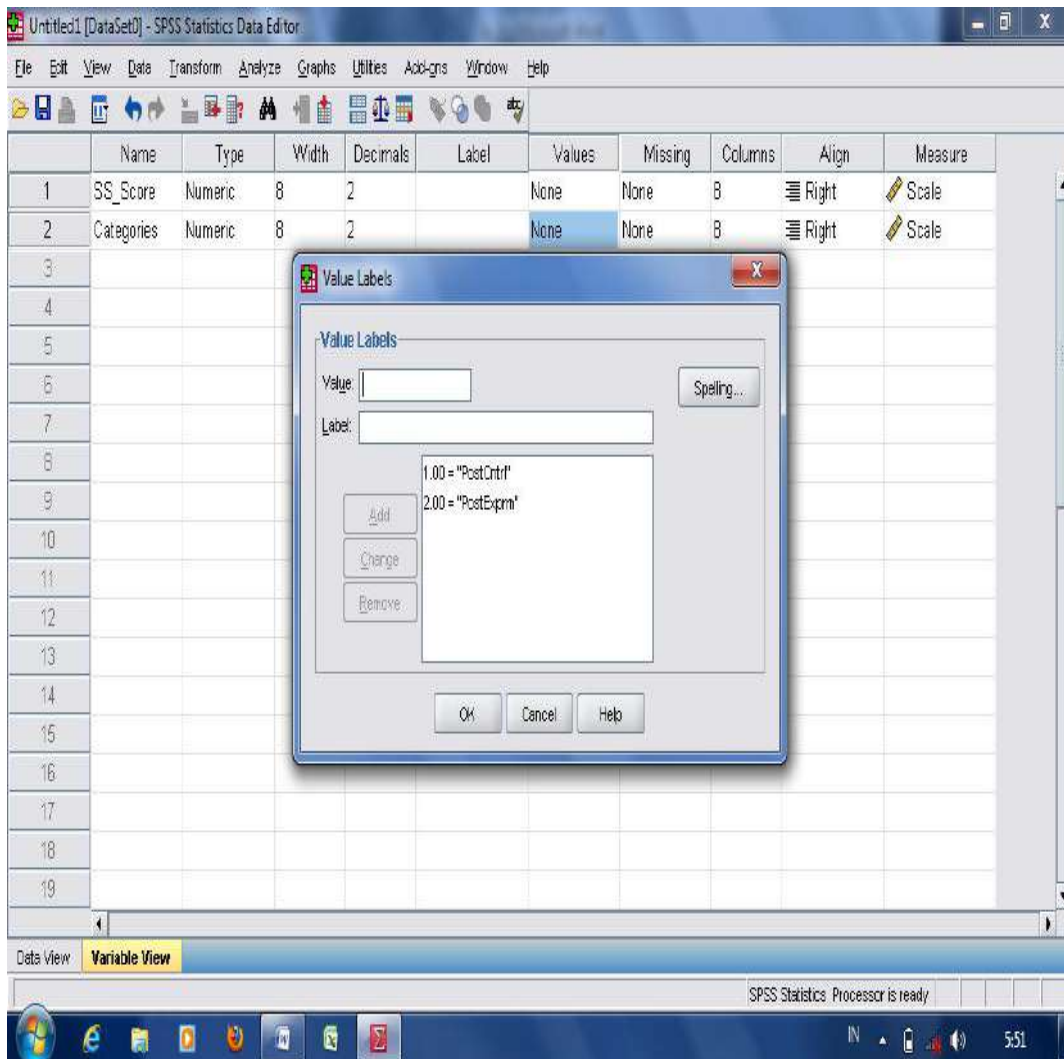 Untitled1 [DataSet0] - SPSS Statistics Data Editor
File Edit View Data Transform Analyze Graphs Utilities Add-ons Window Help
Name Type Width Decimals Label Values Missing Columns Align Measure
1 SS_Score Numeric 8 2 None None 8 Right Scale
2 Categories Numeric 8 2 None None 8 Right Scale
3
4
5
6
7
8
9
10
11
12
13
14
15
16
17
18
19
Value Labels
Value Labels
Value:
Spelling...
Label:
1.00 = "PostCntrl"
2.00 = "PostExprm"
Add
Change
Remove
OK Cancel Help
Data View Variable View
SPSS Statistics Processor is ready
IN 5:51